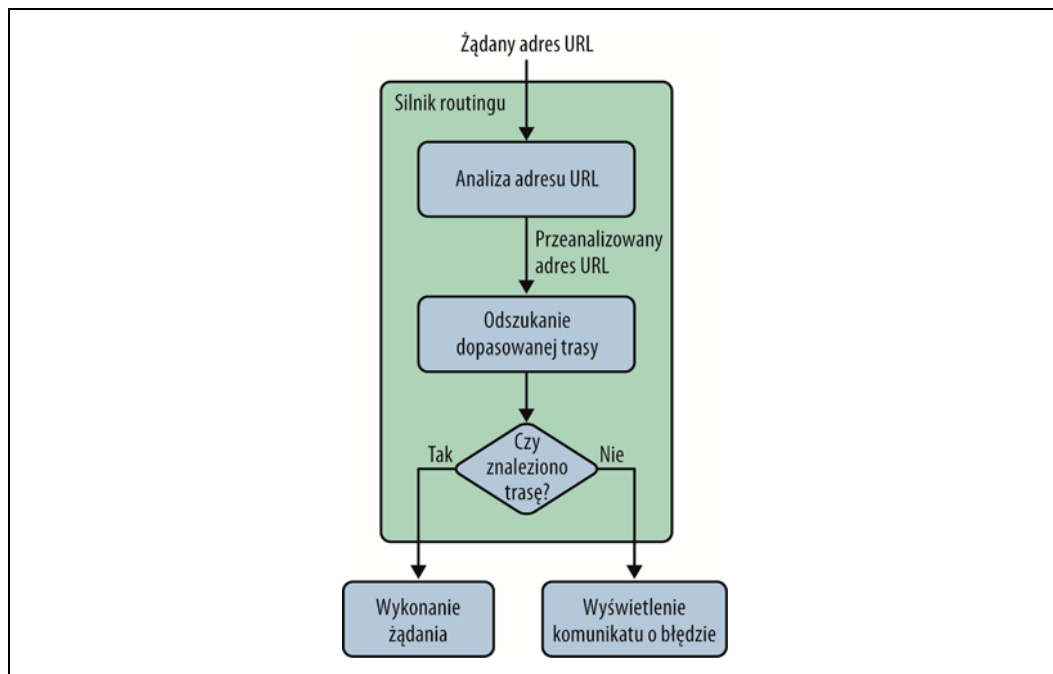 Żądany adres URL
Silnik routingu
Analiza adresu URL
Przeanalizowany
adres URL
Odszukanie
dopasowanej trasy
Tak
Czy
znaleziono
trasę?
Nie
Wykonanie
żądania
Wyświetlenie
komunikatu o błędzie